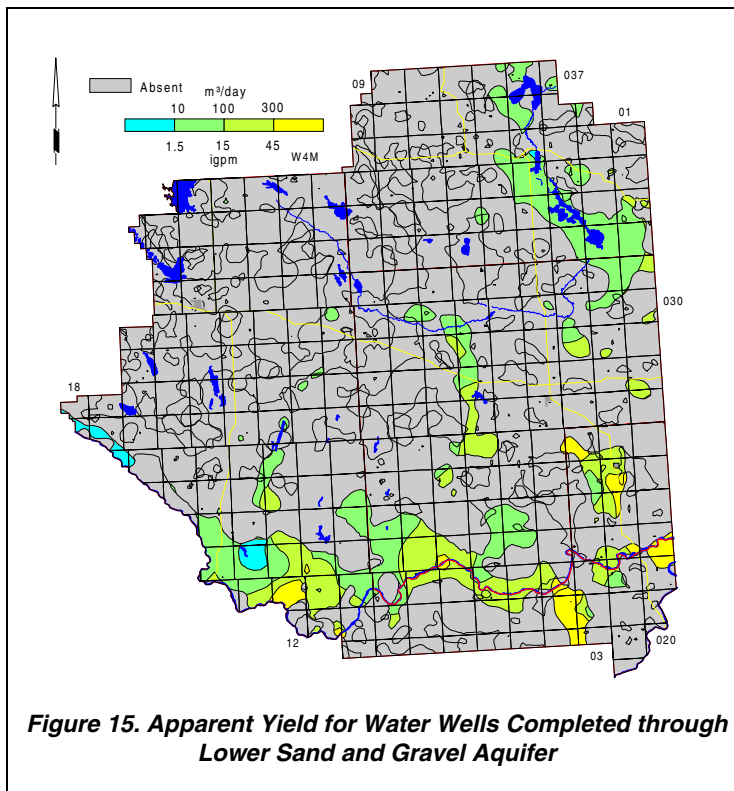 09
037
Absent
m³/day
10 100 300
01
1.5 15 45
igpm
W4M
030
18
12
03
020
Figure 15. Apparent Yield for Water Wells Completed through
Lower Sand and Gravel Aquifer